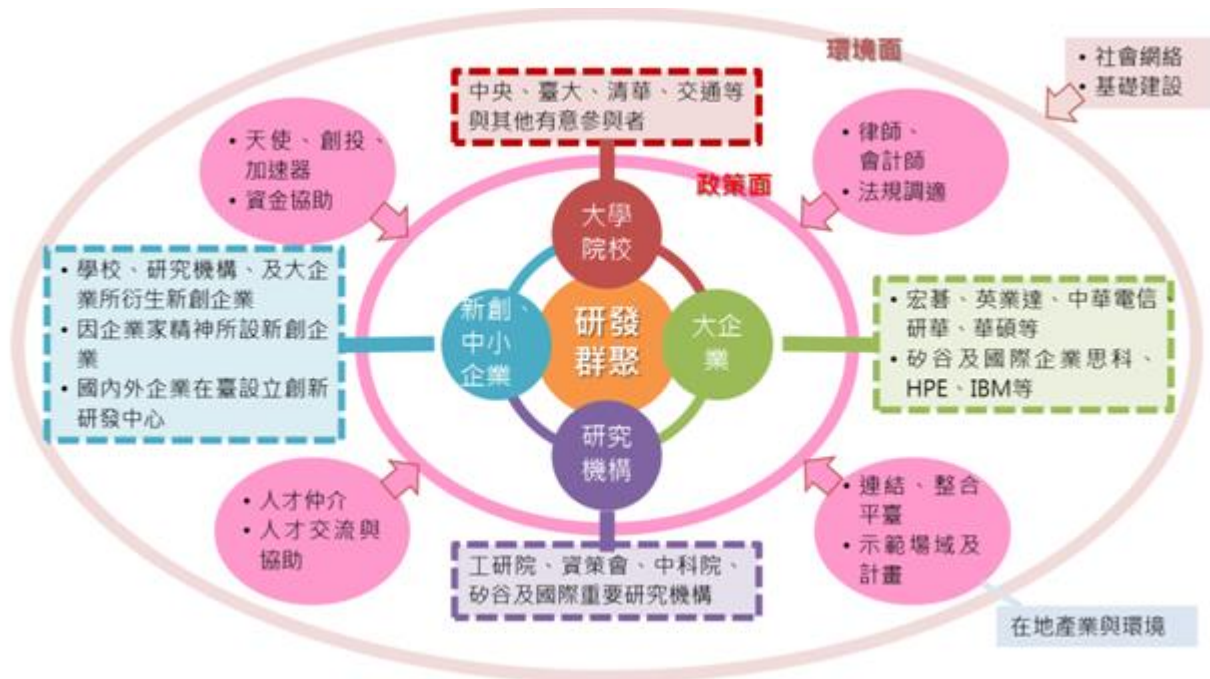 環境面
• 社會網絡
• 基礎建設
中央、臺大、清華、交通等
與其他有意參與者
• 天使、創投、
加速器
• 資金協助
• 律師、
會計師
• 法規調適
政策面
大學
院校
• 學校、研究機構、及大企
業所衍生新創企業
• 因企業家精神所設新創企
業
• 國內外企業在臺設立創新
研發中心
新創、
中小
企業
研發
群聚
大企
業
• 宏碁、英業達、中華電信
研華、華碩等
• 矽谷及國際企業思科、
HPE、IBM等
研究
機構
• 人才仲介
• 人才交流與
協助
• 連結、整合
平臺
• 示範場域及
計畫
工研院、資策會、中科院、
矽谷及國際重要研究機構
在地產業與環境